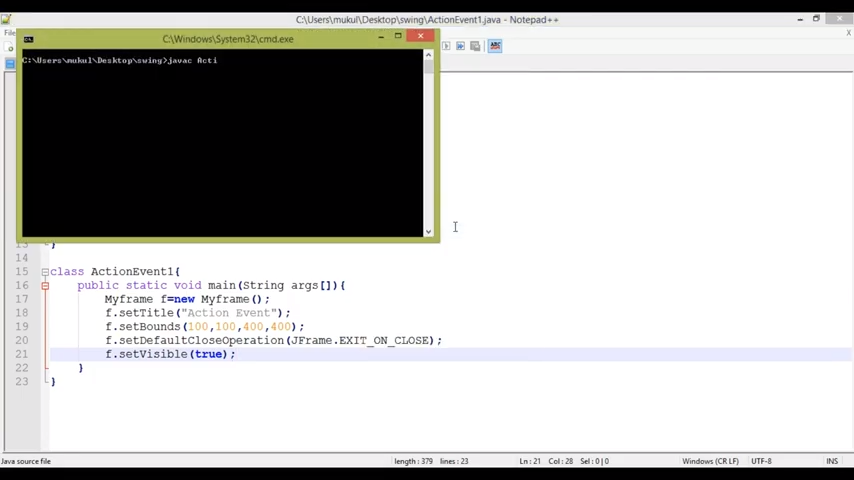 C:\Users\mukul\Desktop\swing\ActionEvent1.java - Notepad++
File
C:\Windows\System32\cmd.exe
C:\Users\mukul\Desktop\swing>javac Acti
13 }
14
15 class ActionEvent1{
16 public static void main(String args[]){
17 Myframe f=new Myframe();
18 f.setTitle("Action Event");
19 f.setBounds(100,100,400,400);
20 f.setDefaultCloseOperation(JFrame.EXIT_ON_CLOSE);
21 f.setVisible(true);
22 }
23 }
Java source file length : 379 lines : 23 Ln : 21 Col : 28 Sel : 0 | 0 Windows (CR LF) UTF-8 INS